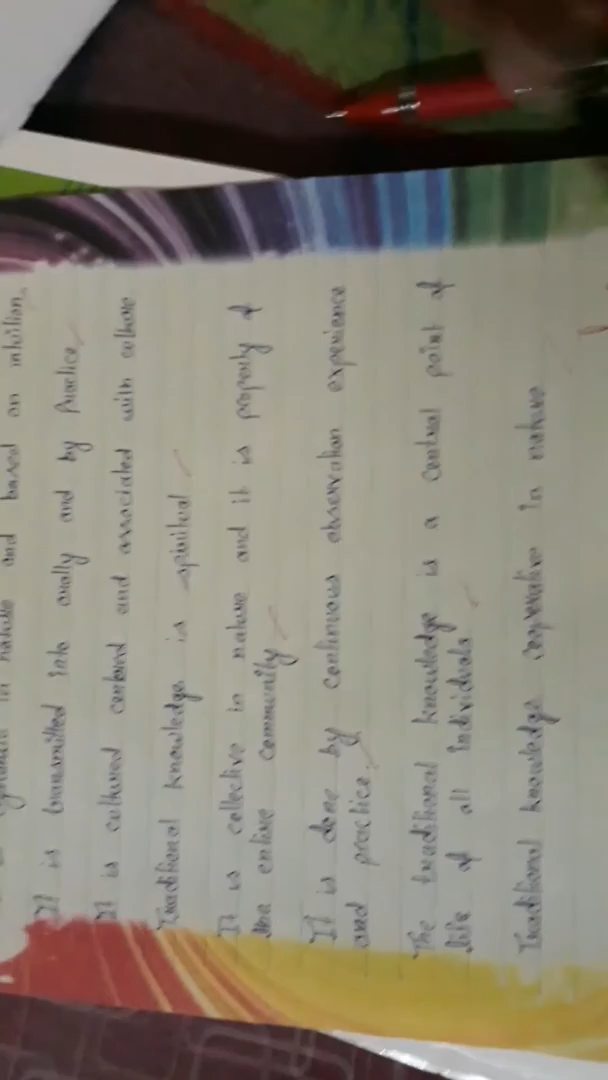 in nature and based on intuition.
It is transmitted into orally and by Practice
It is cultured centered and associated with culture
Traditional knowledge is spirited
It is collective in nature and it is property of
the entire community
It is done by continuous observation experience
and practice
The traditional knowledge is a central point of
life of all individuals
Traditional knowledge cooperative in nature